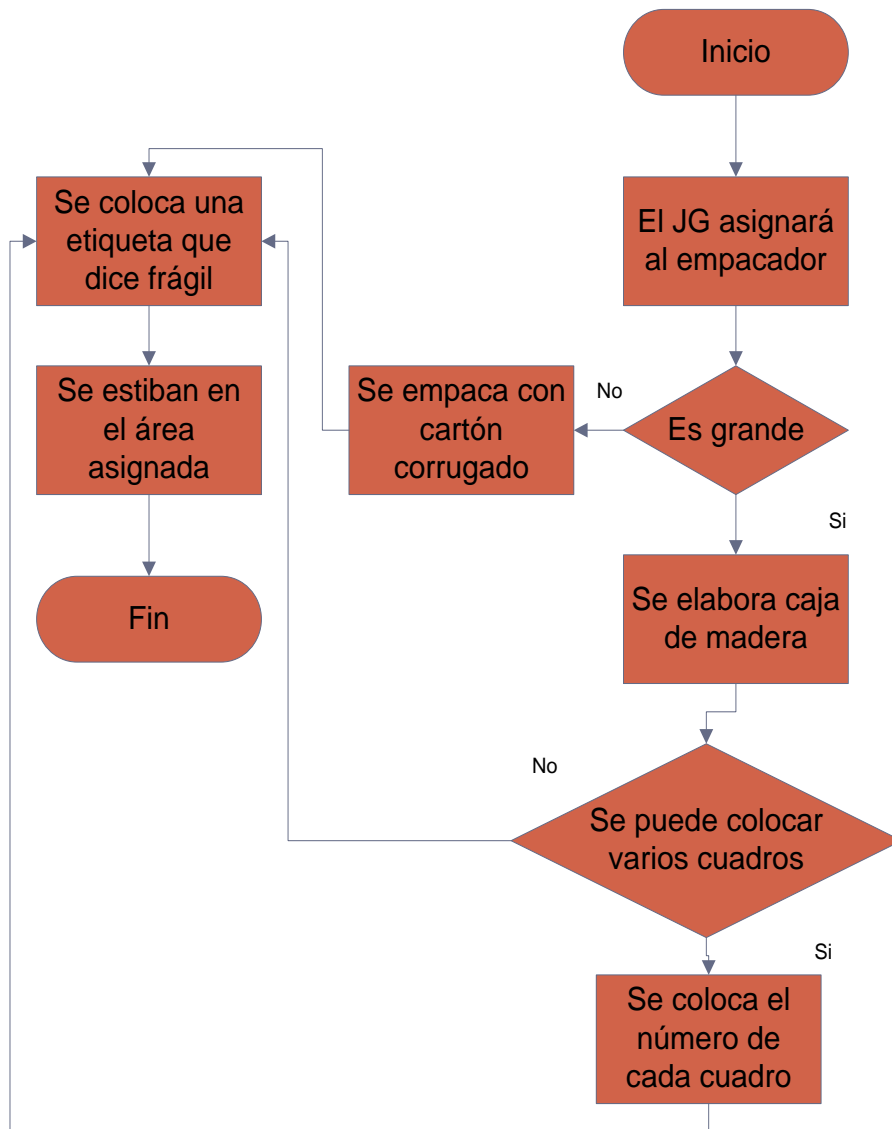 Inicio
El JG asignará
al empacador
Es grande
No
Se empaca con
cartón
corrugado
Si
Se elabora caja
de madera
Se puede colocar
varios cuadros
No
Si
Se coloca el
número de
cada cuadro
Se coloca una
etiqueta que
dice frágil
Se estiban en
el área
asignada
Fin